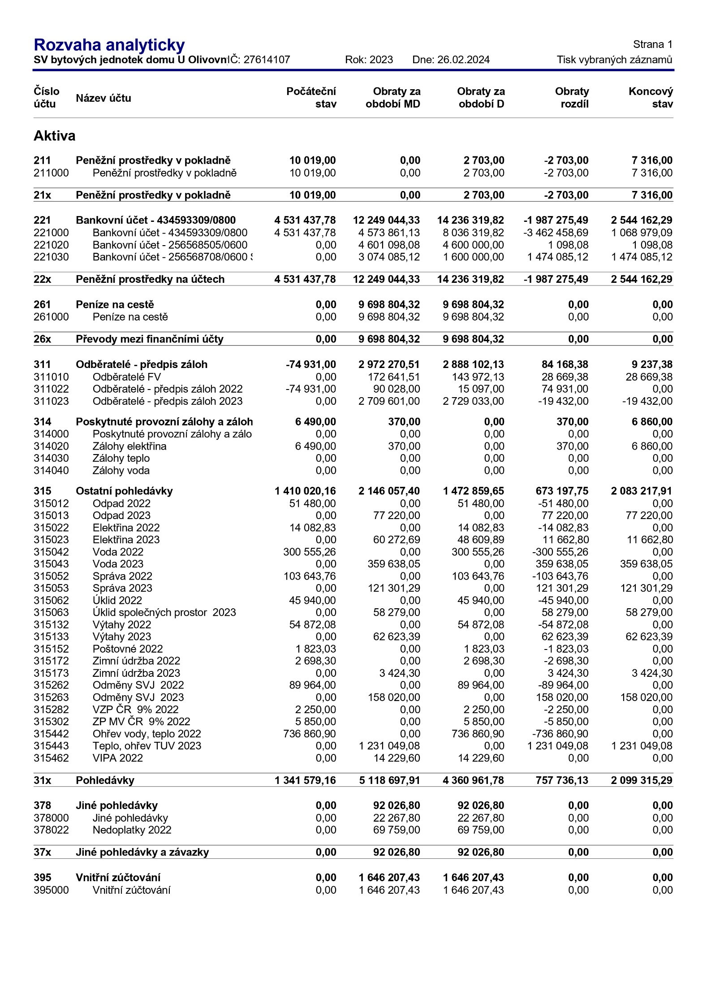 Rozvaha analyticky Strana 1
SV bytových jednotek domu U Olivovn IČ: 27614107 Rok: 2023 Dne: 26.02.2024 Tisk vybraných záznamů
Číslo účtu Název účtu Počáteční stav Obraty za období MD Obraty za období D Obraty rozdíl Koncový stav
Aktiva
211 Peněžní prostředky v pokladně 10 019,00 0,00 2 703,00 -2 703,00 7 316,00
211000 Peněžní prostředky v pokladně 10 019,00 0,00 2 703,00 -2 703,00 7 316,00
21x Peněžní prostředky v pokladně 10 019,00 0,00 2 703,00 -2 703,00 7 316,00
221 Bankovní účet - 434593309/0800 4 531 437,78 12 249 044,33 14 236 319,82 -1 987 275,49 2 544 162,29
221000 Bankovní účet - 434593309/0800 4 531 437,78 4 573 861,13 8 036 319,82 -3 462 458,69 1 068 979,09
221020 Bankovní účet - 256568505/0600 0,00 4 601 098,08 4 600 000,00 1 098,08 1 098,08
221030 Bankovní účet - 256568708/0600 0,00 3 074 085,12 1 600 000,00 1 474 085,12 1 474 085,12
22x Peněžní prostředky na účtech 4 531 437,78 12 249 044,33 14 236 319,82 -1 987 275,49 2 544 162,29
261 Peníze na cestě 0,00 9 698 804,32 9 698 804,32 0,00 0,00
261000 Peníze na cestě 0,00 9 698 804,32 9 698 804,32 0,00 0,00
26x Převody mezi finančními účty 0,00 9 698 804,32 9 698 804,32 0,00 0,00
311 Odběratelé - předpis záloh -74 931,00 2 972 270,51 2 888 102,13 84 168,38 9 237,38
311010 Odběratelé FV 0,00 172 641,51 143 972,13 28 669,38 28 669,38
311022 Odběratelé - předpis záloh 2022 -74 931,00 90 028,00 15 097,00 74 931,00 0,00
311023 Odběratelé - předpis záloh 2023 0,00 2 709 601,00 2 729 033,00 -19 432,00 -19 432,00
314 Poskytnuté provozní zálohy a záloh 6 490,00 370,00 0,00 370,00 6 860,00
314000 Poskytnuté provozní zálohy a zálo 0,00 0,00 0,00 0,00 0,00
314020 Zálohy elektřina 6 490,00 370,00 0,00 370,00 6 860,00
314030 Zálohy teplo 0,00 0,00 0,00 0,00 0,00
314040 Zálohy voda 0,00 0,00 0,00 0,00 0,00
315 Ostatní pohledávky 1 410 020,16 2 146 057,40 1 472 859,65 673 197,75 2 083 217,91
315012 Odpad 2022 51 480,00 0,00 51 480,00 -51 480,00 0,00
315013 Odpad 2023 0,00 77 220,00 0,00 77 220,00 77 220,00
315022 Elektřina 2022 14 082,83 0,00 14 082,83 -14 082,83 0,00
315023 Elektřina 2023 0,00 60 272,69 48 609,89 11 662,80 11 662,80
315042 Voda 2022 300 555,26 0,00 300 555,26 -300 555,26 0,00
315043 Voda 2023 0,00 359 638,05 0,00 359 638,05 359 638,05
315052 Správa 2022 103 643,76 0,00 103 643,76 -103 643,76 0,00
315053 Správa 2023 0,00 121 301,29 0,00 121 301,29 121 301,29
315062 Úklid 2022 45 940,00 0,00 45 940,00 -45 940,00 0,00
315063 Úklid společných prostor 2023 0,00 58 279,00 0,00 58 279,00 58 279,00
315132 Výtahy 2022 54 872,08 0,00 54 872,08 -54 872,08 0,00
315133 Výtahy 2023 0,00 62 623,39 0,00 62 623,39 62 623,39
315152 Poštovné 2022 1 823,03 0,00 1 823,03 -1 823,03 0,00
315172 Zimní údržba 2022 2 698,30 0,00 2 698,30 -2 698,30 0,00
315173 Zimní údržba 2023 0,00 3 424,30 0,00 3 424,30 3 424,30
315262 Odměny SVJ 2022 89 964,00 0,00 89 964,00 -89 964,00 0,00
315263 Odměny SVJ 2023 0,00 158 020,00 0,00 158 020,00 158 020,00
315282 VZP ČR 9% 2022 2 250,00 0,00 2 250,00 -2 250,00 0,00
315302 ZP MV ČR 9% 2022 5 850,00 0,00 5 850,00 -5 850,00 0,00
315442 Ohřev vody, teplo 2022 736 860,90 0,00 736 860,90 -736 860,90 0,00
315443 Teplo, ohřev TUV 2023 0,00 1 231 049,08 0,00 1 231 049,08 1 231 049,08
315462 VIPA 2022 0,00 14 229,60 14 229,60 0,00 0,00
31x Pohledávky 1 341 579,16 5 118 697,91 4 360 961,78 757 736,13 2 099 315,29
378 Jiné pohledávky 0,00 92 026,80 92 026,80 0,00 0,00
378000 Jiné pohledávky 0,00 22 267,80 22 267,80 0,00 0,00
378022 Nedoplatky 2022 0,00 69 759,00 69 759,00 0,00 0,00
37x Jiné pohledávky a závazky 0,00 92 026,80 92 026,80 0,00 0,00
395 Vnitřní zúčtování 0,00 1 646 207,43 1 646 207,43 0,00 0,00
395000 Vnitřní zúčtování 0,00 1 646 207,43 1 646 207,43 0,00 0,00